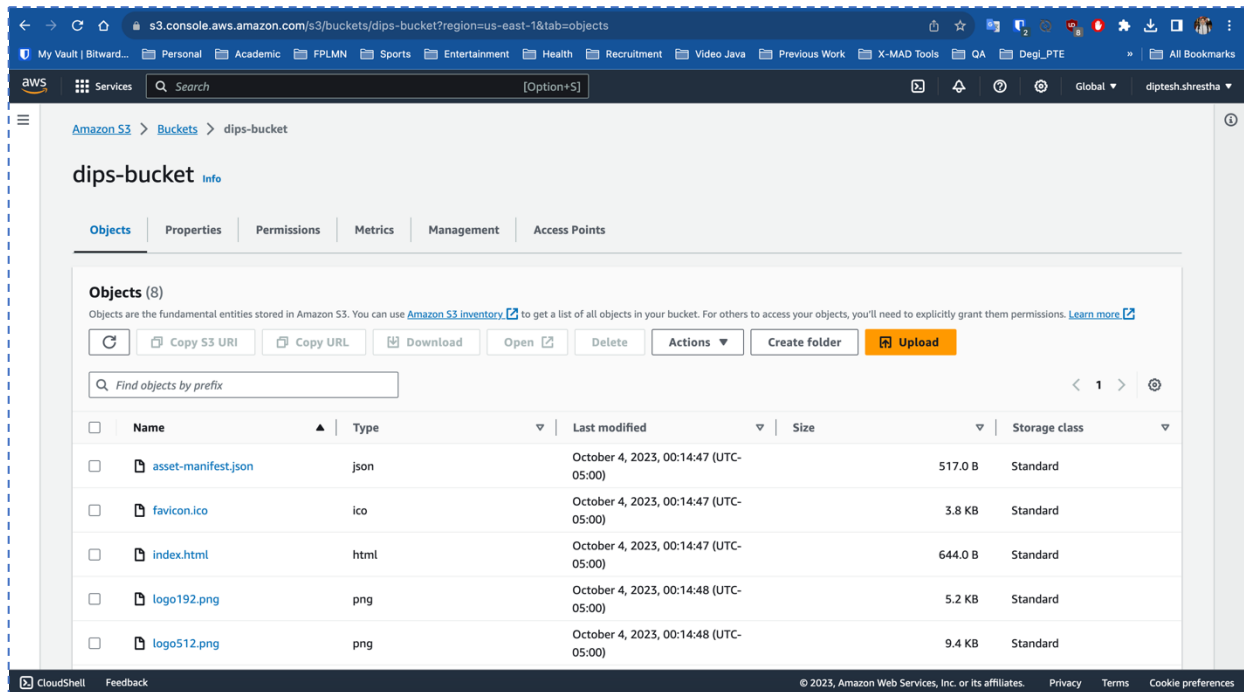 s3.console.aws.amazon.com/s3/buckets/dips-bucket?region=us-east-1&tab=objects
My Vault | Bitward... Personal Academic FPLMN Sports Entertainment Health Recruitment Video Java Previous Work X-MAD Tools QA Degi_PTE » All Bookmarks
aws Services Search [Option+S] Global diptesh.shrestha
Amazon S3 > Buckets > dips-bucket
dips-bucket Info
Objects Properties Permissions Metrics Management Access Points
Objects (8)
Objects are the fundamental entities stored in Amazon S3. You can use Amazon S3 inventory to get a list of all objects in your bucket. For others to access your objects, you'll need to explicitly grant them permissions. Learn more
Copy S3 URI Copy URL Download Open Delete Actions Create folder Upload
Find objects by prefix 1
Name Type Last modified Size Storage class
asset-manifest.json json October 4, 2023, 00:14:47 (UTC-05:00) 517.0 B Standard
favicon.ico ico October 4, 2023, 00:14:47 (UTC-05:00) 3.8 KB Standard
index.html html October 4, 2023, 00:14:47 (UTC-05:00) 644.0 B Standard
logo192.png png October 4, 2023, 00:14:48 (UTC-05:00) 5.2 KB Standard
logo512.png png October 4, 2023, 00:14:48 (UTC-05:00) 9.4 KB Standard
CloudShell Feedback © 2023, Amazon Web Services, Inc. or its affiliates. Privacy Terms Cookie preferences